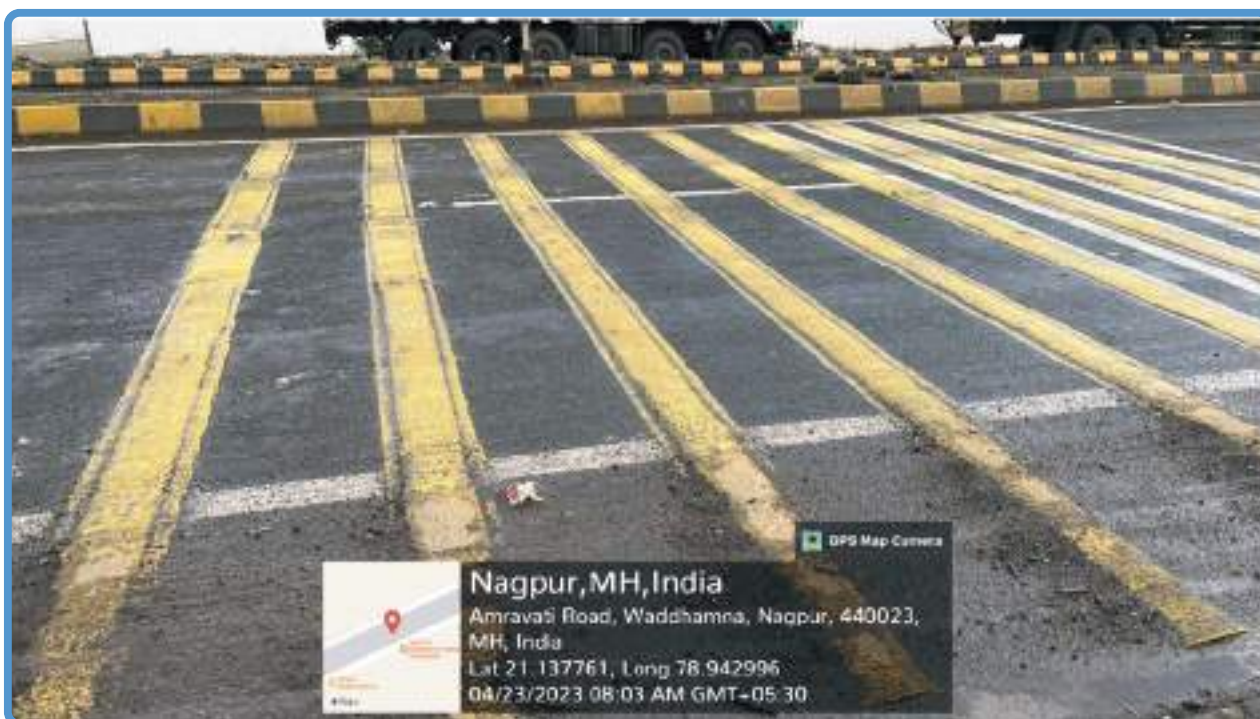 GPS Map Camera
Nagpur,MH,India
Amravati Road, Waddhamna, Nagpur, 440023,
MH, India
Lat 21.137761, Long 78.942996
04/23/2023 08:03 AM GMT+05:30